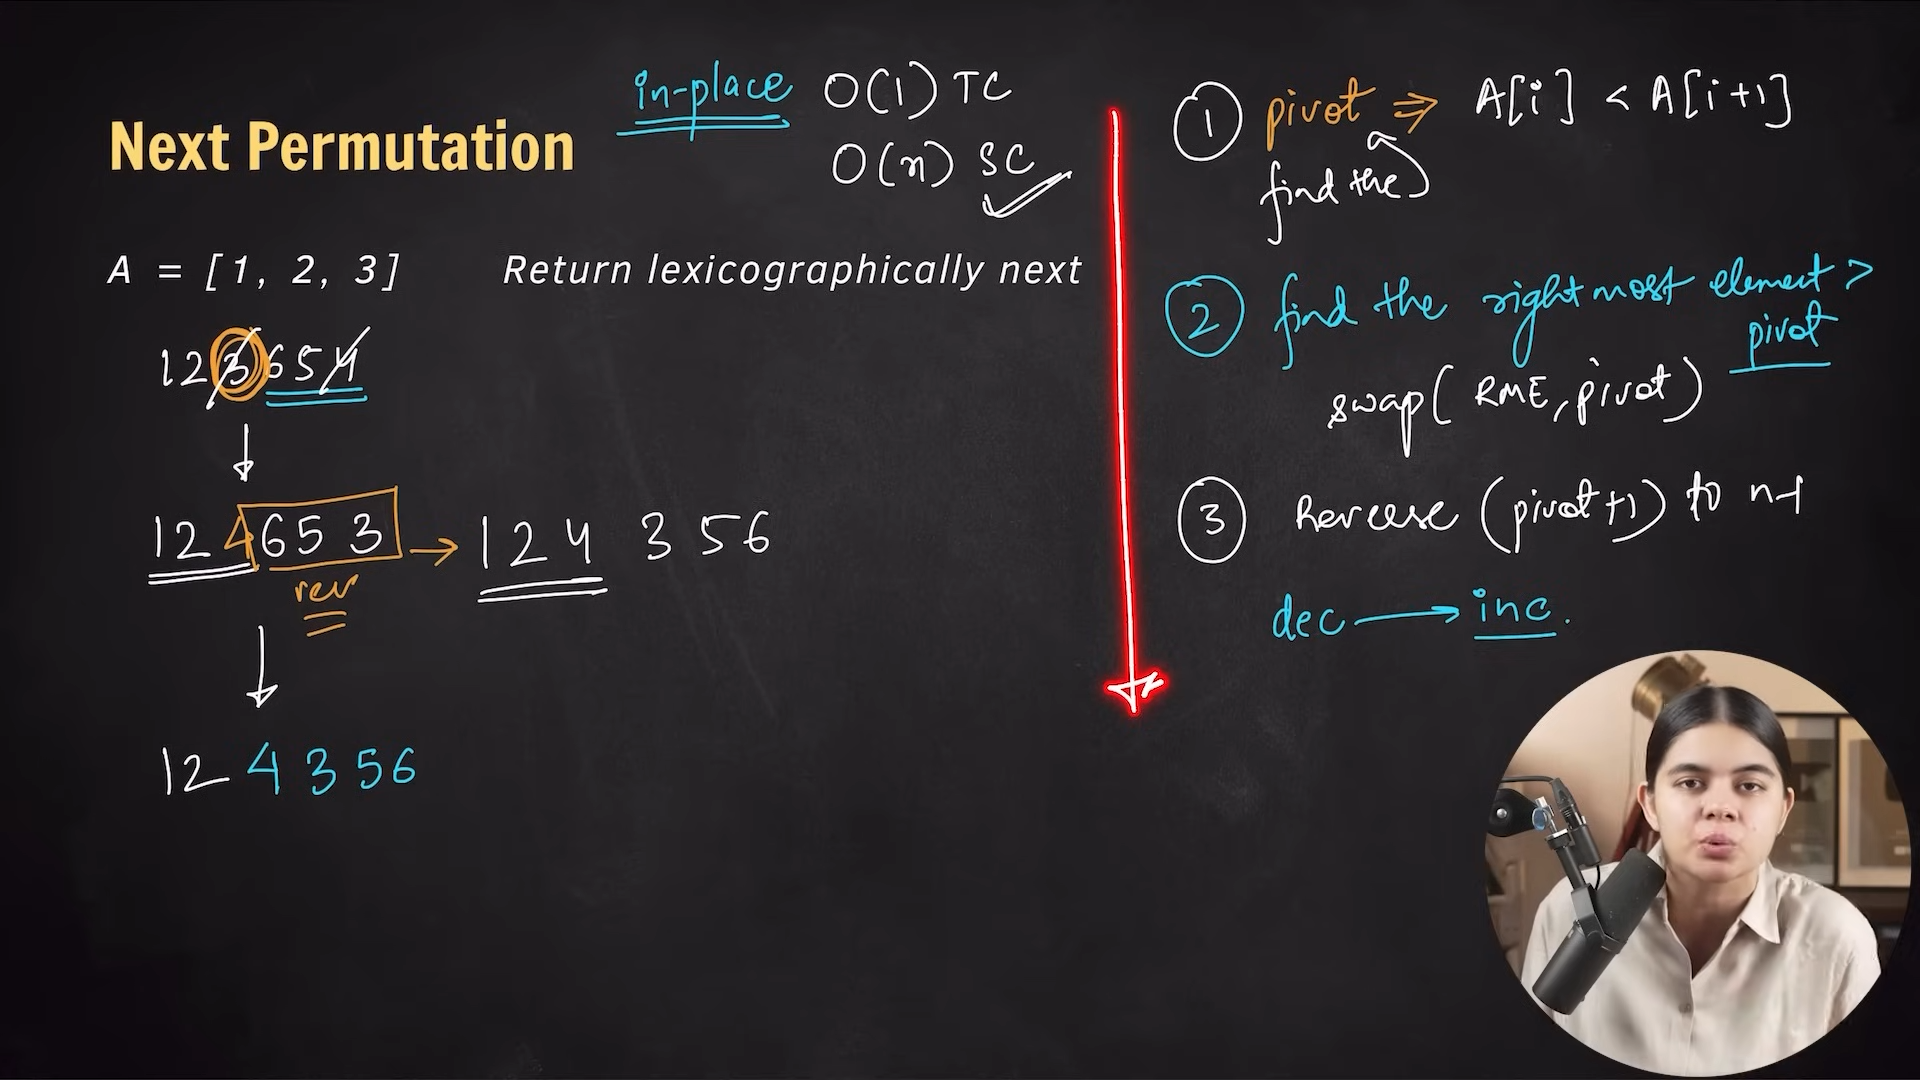 in-place O(1) TC
O(n) SC
Next Permutation
A = [1, 2, 3] Return lexicographically next
123654
124653 → 124 356
rev
12 4356
1 pivot ⇒ A[i] < A[i+1]
find the
2 find the rightmost element >
pivot
swap( RME, pivot)
3 Reverse (pivot+1) to n-1
dec → inc.